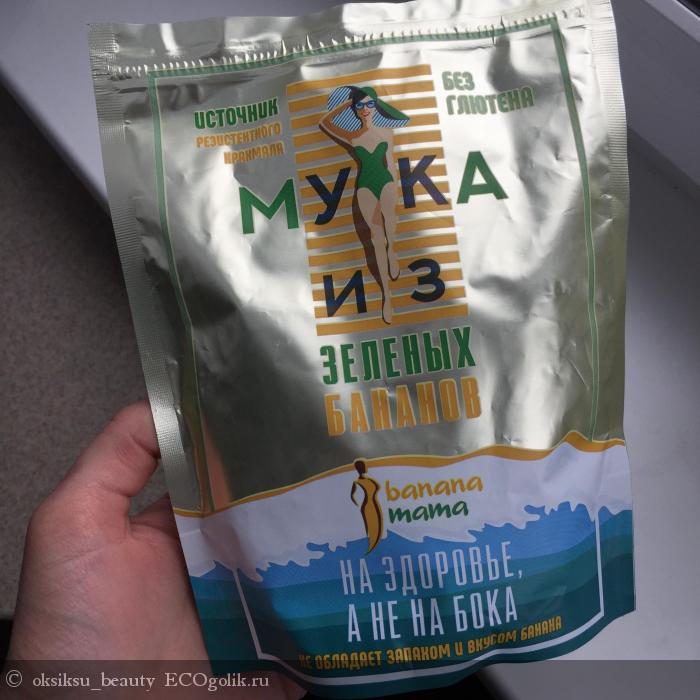 ИСТОЧНИК
РЕЗИСТЕНТНОГО
КРАХМАЛА
БЕЗ
ГЛЮТЕНА
МУКА
ИЗ
ЗЕЛЕНЫХ
БАНАНОВ
banana
mama
НА ЗДОРОВЬЕ,
А НЕ НА БОКА
НЕ ОБЛАДАЕТ ЗАПАХОМ И ВКУСОМ БАНАНА
© oksiksu_beauty ECOgolik.ru